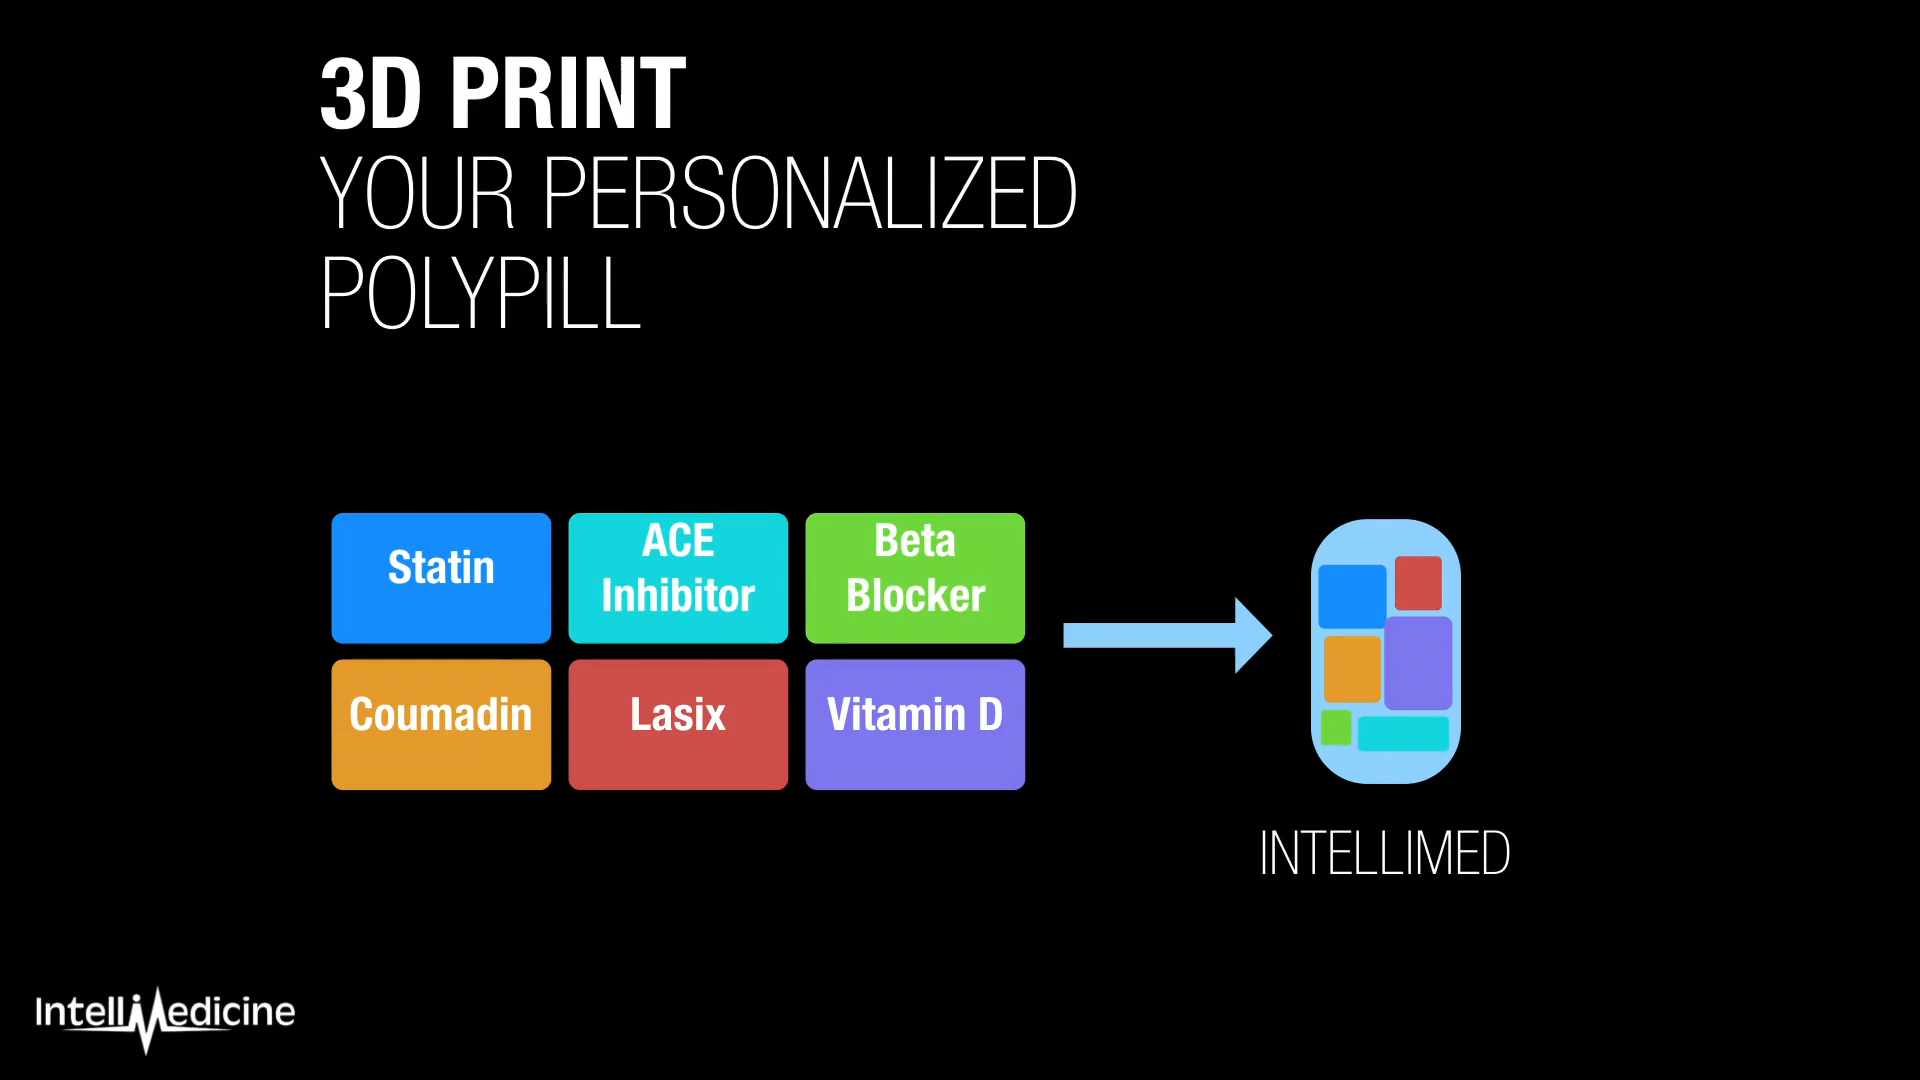 3D PRINT
YOUR PERSONALIZED
POLYPILL
Statin
ACE
Inhibitor
Beta
Blocker
Coumadin
Lasix
Vitamin D
INTELLIMED
IntelliMedicine